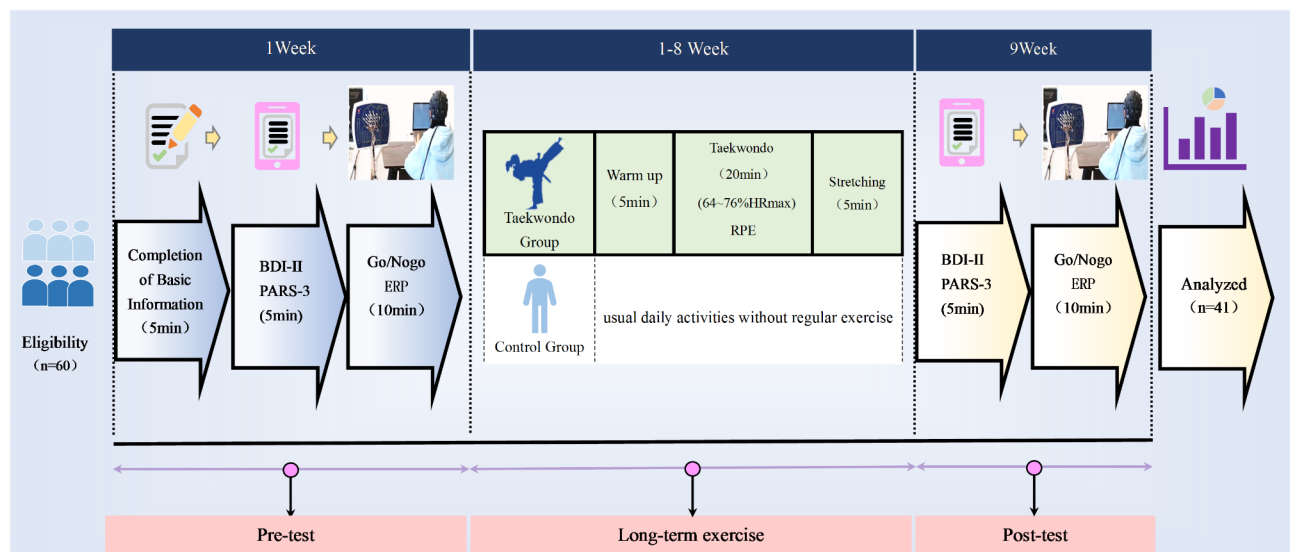 1Week
1-8 Week
9Week
Eligibility
（n=60）
Completion
of Basic
Information
（5min）
BDI-II
PARS-3
(5min)
Go/Nogo
ERP
（10min）
Taekwondo
Group
Warm up
（5min）
Taekwondo
（20min）
(64~76%HRmax)
RPE
Stretching
（5min）
Control Group
usual daily activities without regular exercise
BDI-II
PARS-3
(5min)
Go/Nogo
ERP
（10min）
Analyzed
(n=41)
Pre-test
Long-term exercise
Post-test